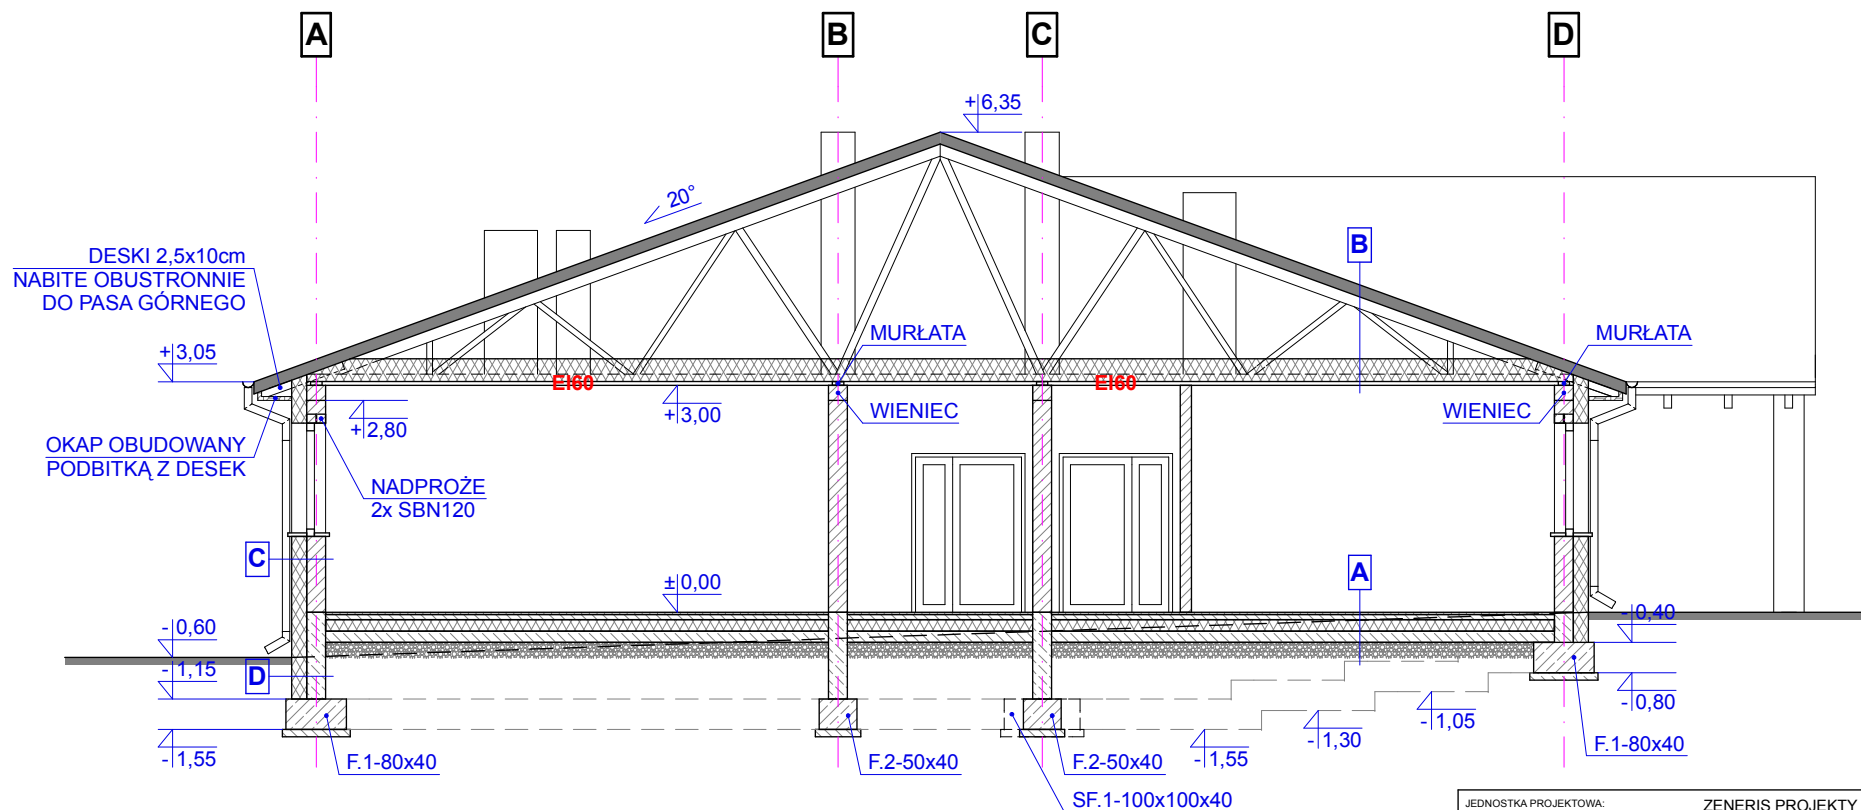 A
B
C
D
+6,35
20°
B
DESKI 2,5x10cm
NABITE OBUSTRONNIE
DO PASA GÓRNEGO
MURŁATA
MURŁATA
+3,05
EI60
EI60
+3,00
+2,80
WIENIEC
WIENIEC
OKAP OBUDOWANY
PODBITKĄ Z DESEK
NADPROŻE
2x SBN120
C
A
±0,00
-0,60
-0,40
-1,15
D
-0,80
-1,05
-1,30
-1,55
-1,55
F.1-80x40
F.2-50x40
F.2-50x40
F.1-80x40
SF.1-100x100x40
JEDNOSTKA PROJEKTOWA:
ZENERIS PROJEKTY